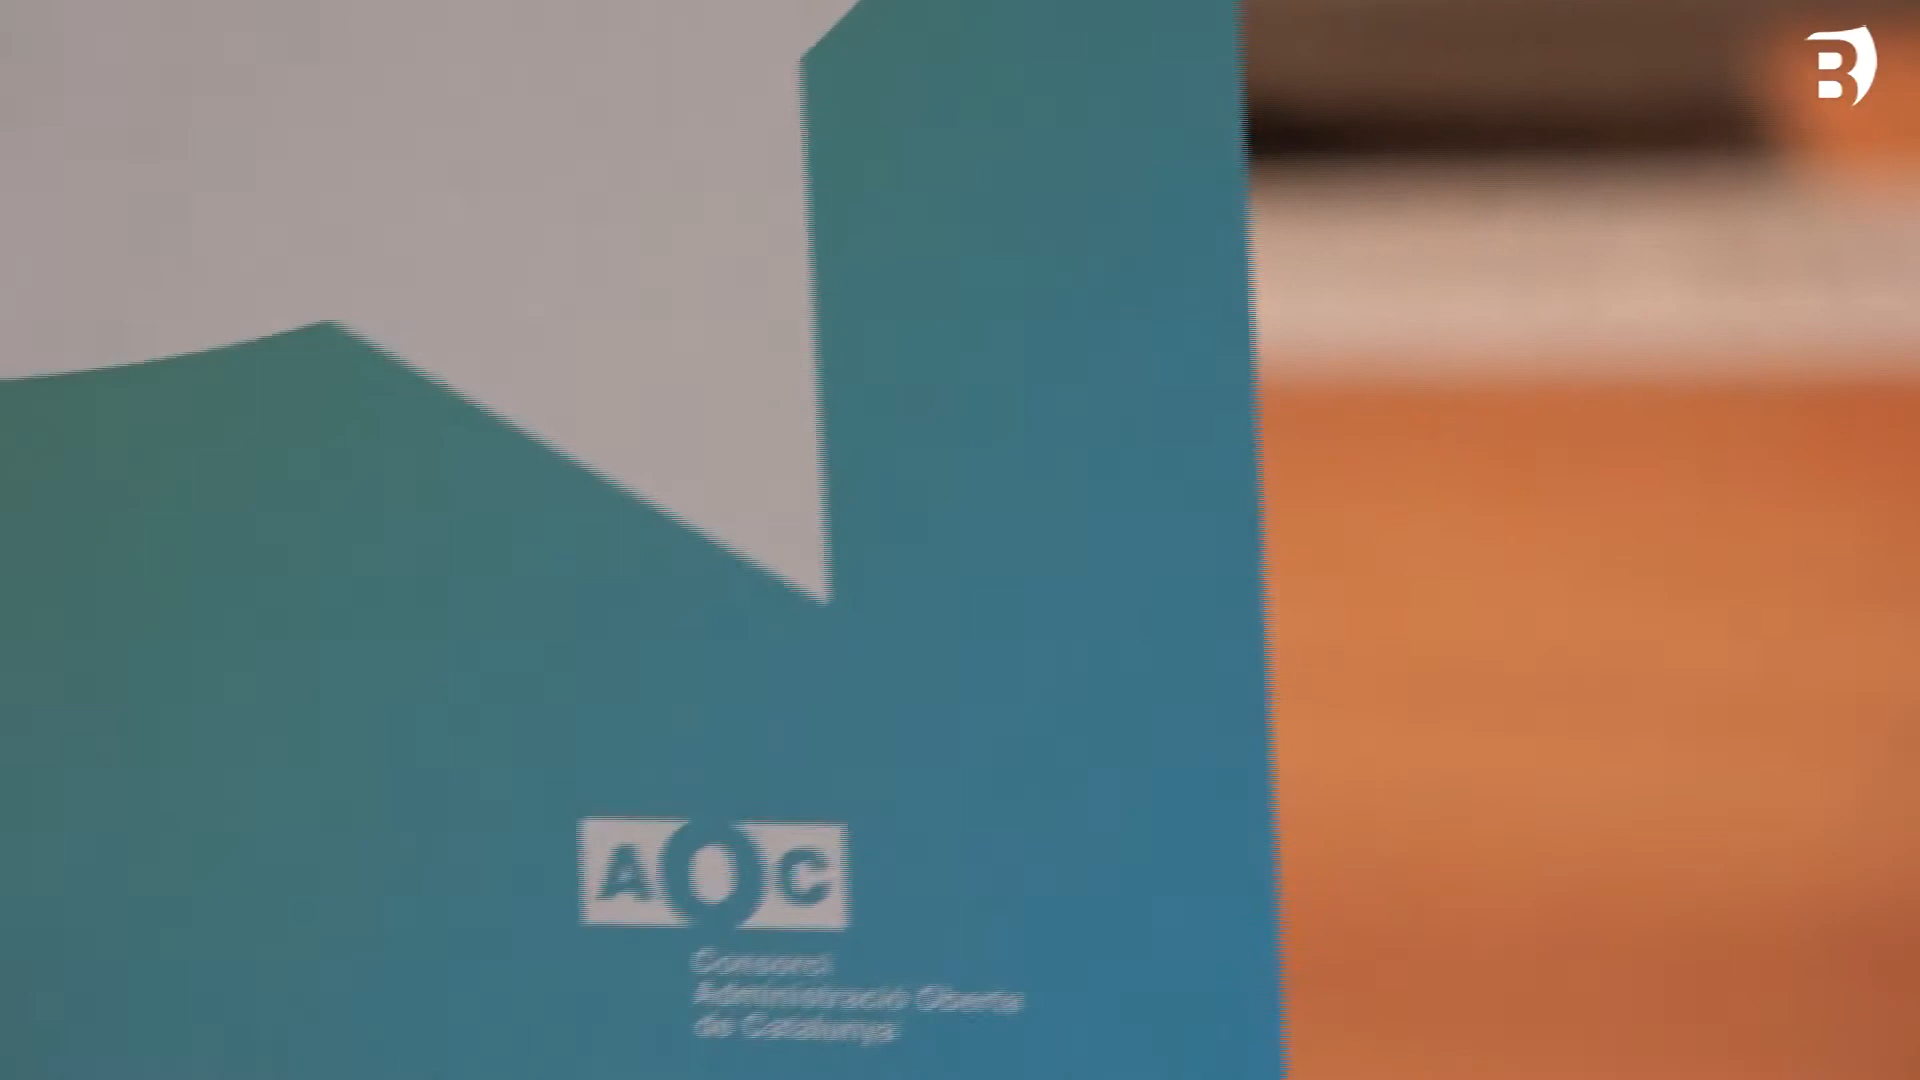 B
AOC
Consorci
Administració Oberta
de Catalunya